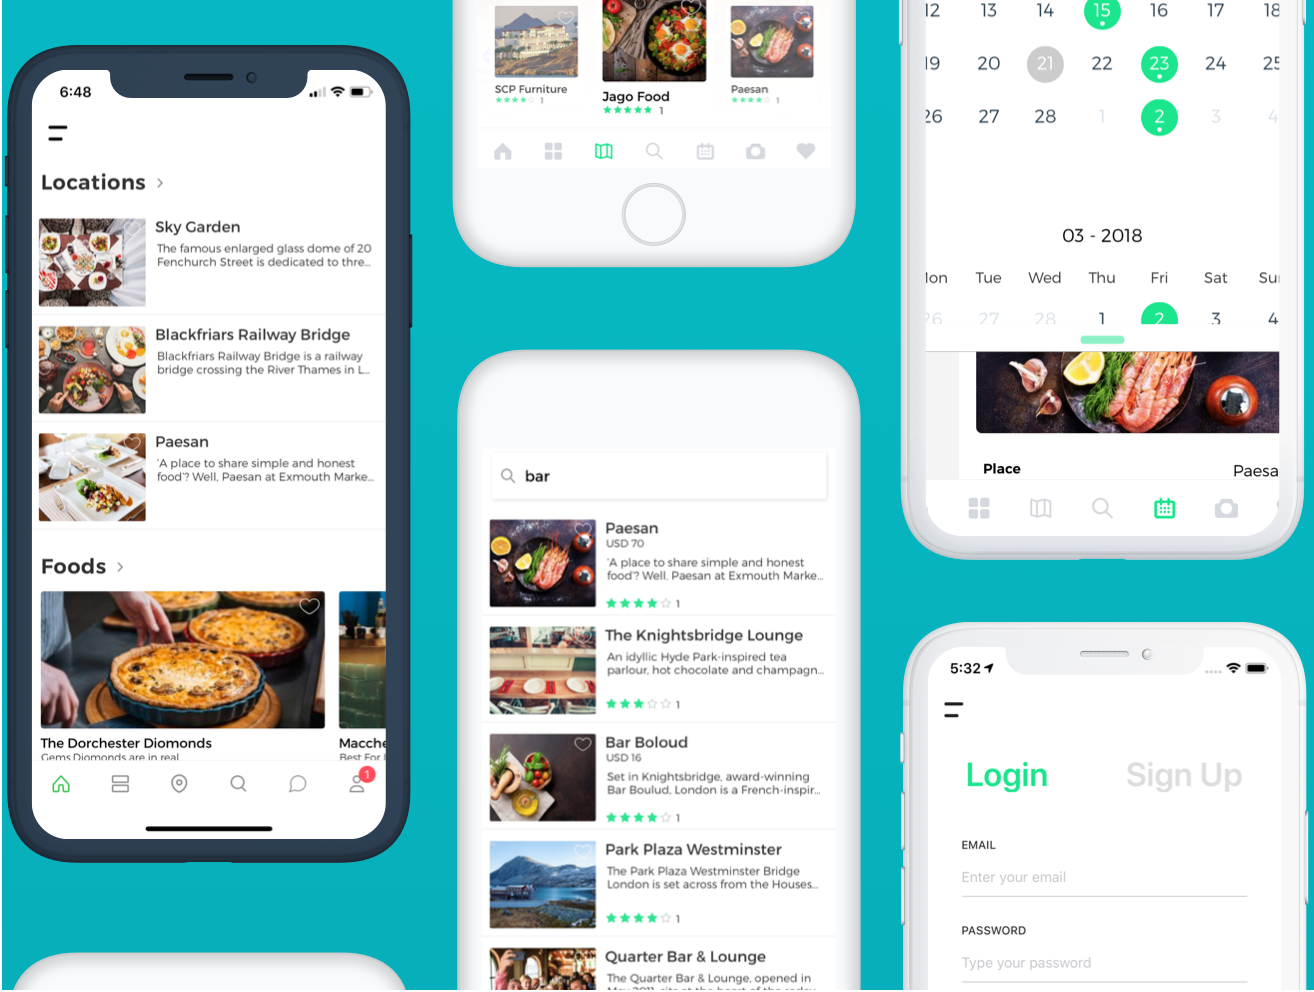 6:48
Locations
Sky Garden
The famous enlarged glass dome of 20
Fenchurch Street is dedicated to thre...
Blackfriars Railway Bridge
Blackfriars Railway Bridge is a railway
bridge crossing the River Thames in L...
Paesan
'A place to share simple and honest
food'? Well, Paesan at Exmouth Marke...
Foods
The Dorchester Diomonds
Gems Diomonds are in real
Macche
Best For
1
SCP Furniture
1
Jago Food
1
Paesan
1
bar
Paesan
USD 70
'A place to share simple and honest
food'? Well, Paesan at Exmouth Marke...
1
The Knightsbridge Lounge
An idyllic Hyde Park-inspired tea
parlour, hot chocolate and champagn...
1
Bar Boloud
USD 16
Set in Knightsbridge, award-winning
Bar Boulud, London is a French-inspir...
1
Park Plaza Westminster
The Park Plaza Westminster Bridge
London is set across from the Houses...
1
Quarter Bar & Lounge
The Quarter Bar & Lounge, opened in
12 13 14 15 16 17 18
19 20 21 22 23 24 25
26 27 28 1 2 3 4
03 - 2018
Mon Tue Wed Thu Fri Sat Sun
26 27 28 1 2 3 4
Place
Paesa
5:32
Login
Sign Up
EMAIL
Enter your email
PASSWORD
Type your password